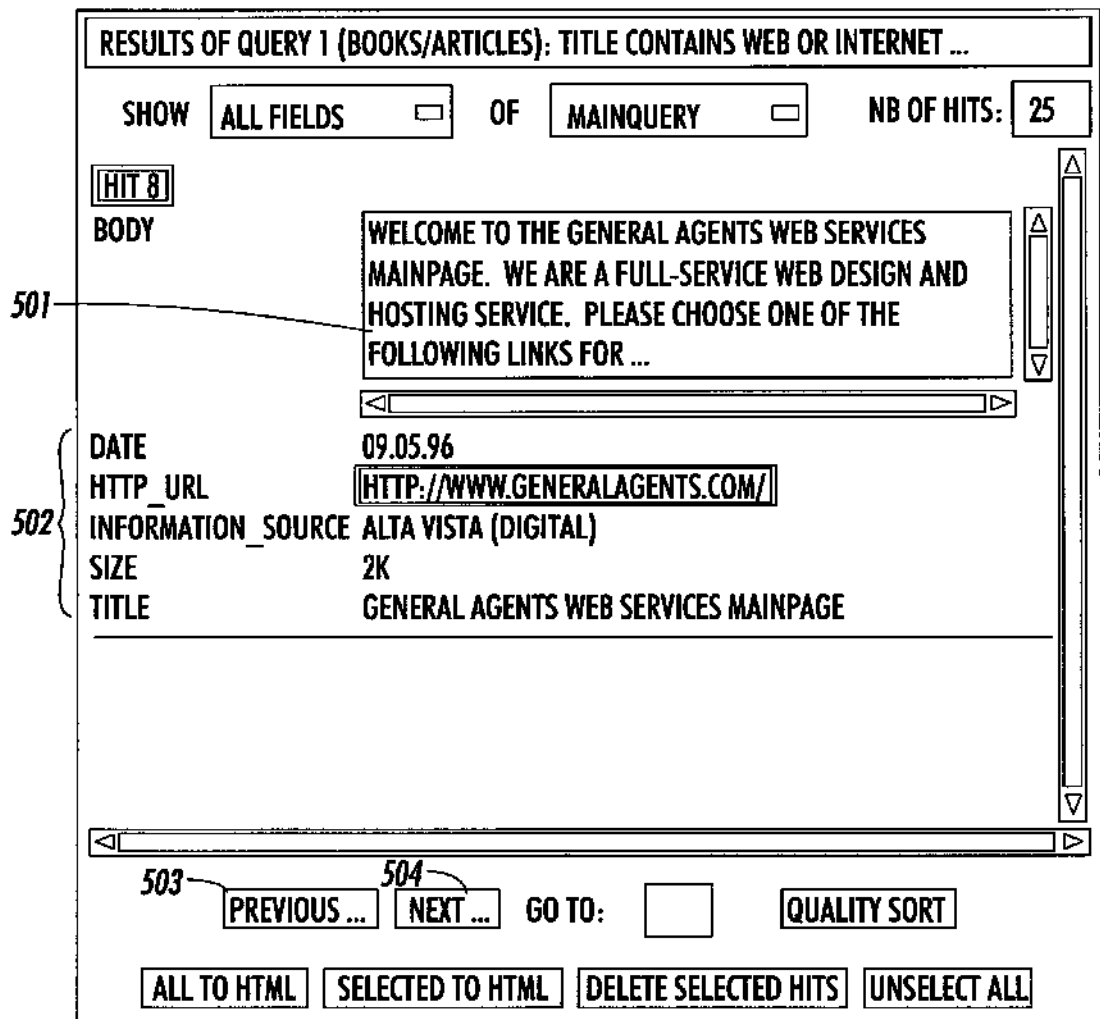 RESULTS OF QUERY 1 (BOOKS/ARTICLES): TITLE CONTAINS WEB OR INTERNET ...
SHOW ALL FIELDS OF MAINQUERY NB OF HITS: 25
HIT 8
BODY WELCOME TO THE GENERAL AGENTS WEB SERVICES
MAINPAGE. WE ARE A FULL-SERVICE WEB DESIGN AND
501 HOSTING SERVICE. PLEASE CHOOSE ONE OF THE
FOLLOWING LINKS FOR ...
DATE 09.05.96
HTTP_URL HTTP://WWW.GENERALAGENTS.COM/
502 INFORMATION_SOURCE ALTA VISTA (DIGITAL)
SIZE 2K
TITLE GENERAL AGENTS WEB SERVICES MAINPAGE
503 504
PREVIOUS ... NEXT ... GO TO: QUALITY SORT
ALL TO HTML SELECTED TO HTML DELETE SELECTED HITS UNSELECT ALL